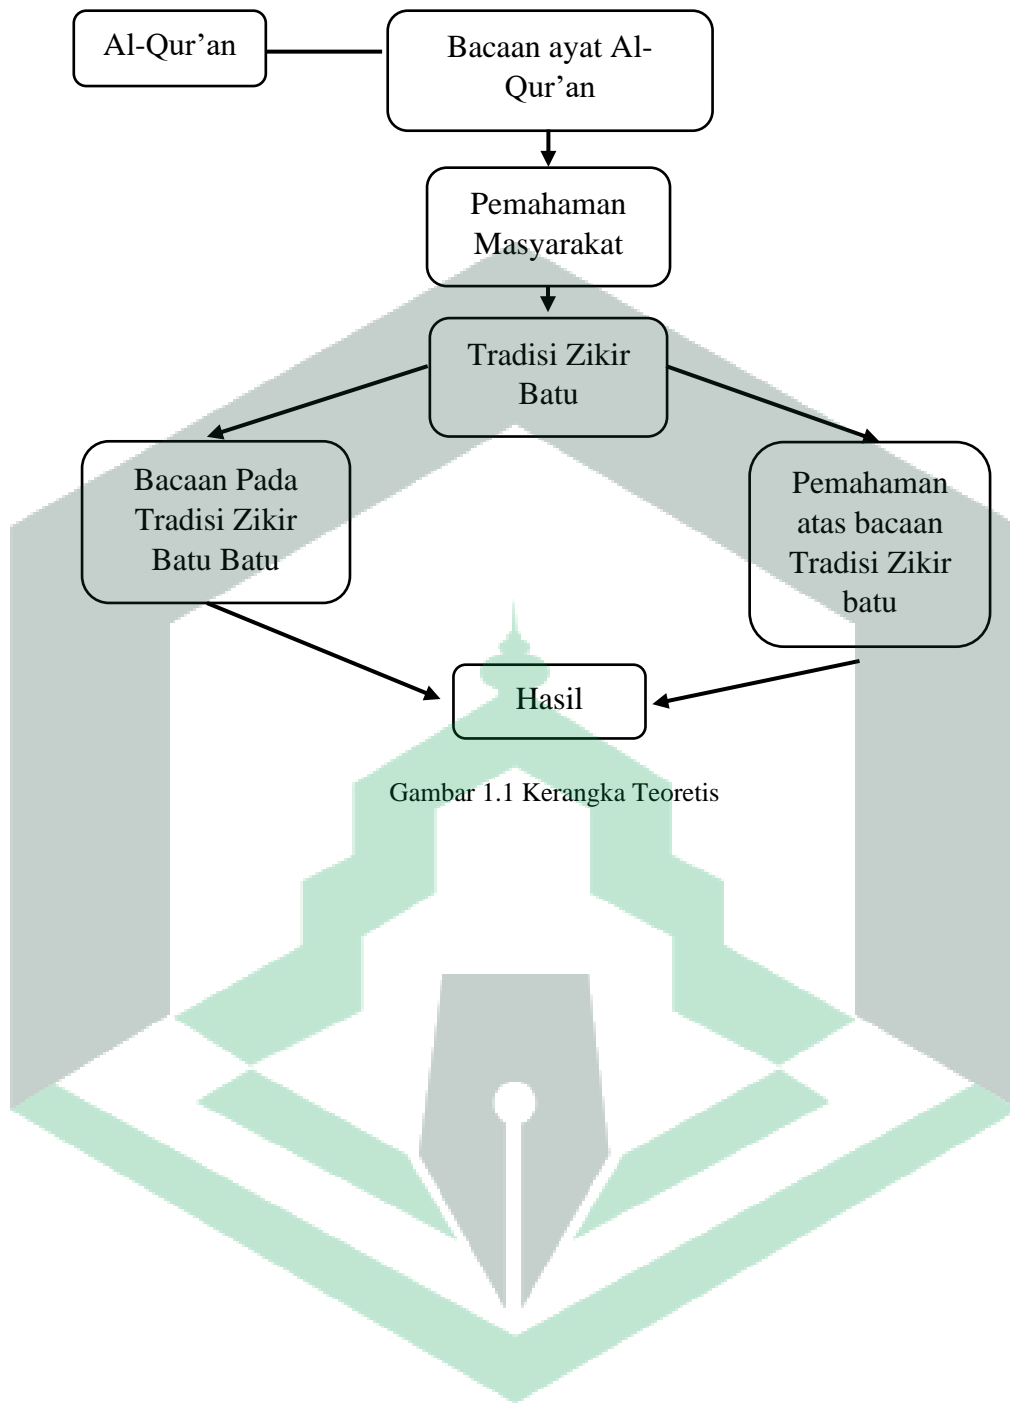 Al-Qur’an
Bacaan ayat Al-
Qur’an
Pemahaman
Masyarakat
Tradisi Zikir
Batu
Bacaan Pada
Tradisi Zikir
Batu Batu
Pemahaman
atas bacaan
Tradisi Zikir
batu
Hasil
Gambar 1.1 Kerangka Teoretis